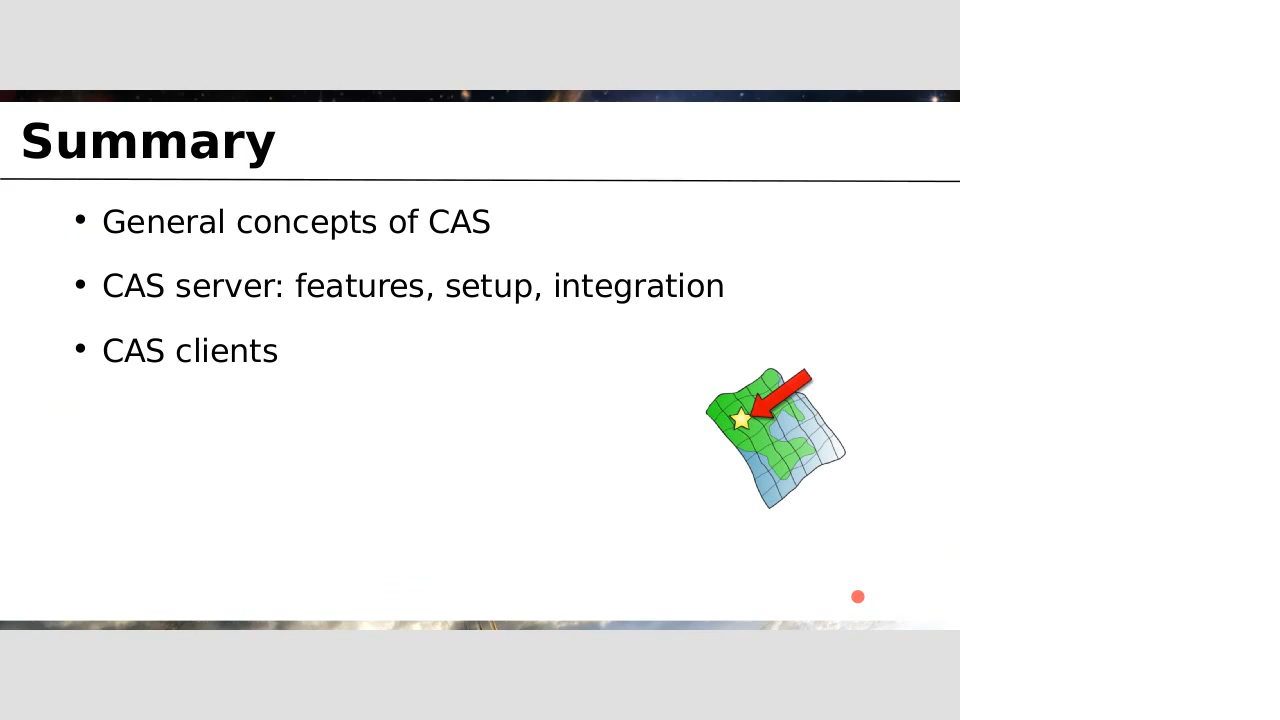 Summary
• General concepts of CAS
• CAS server: features, setup, integration
• CAS clients